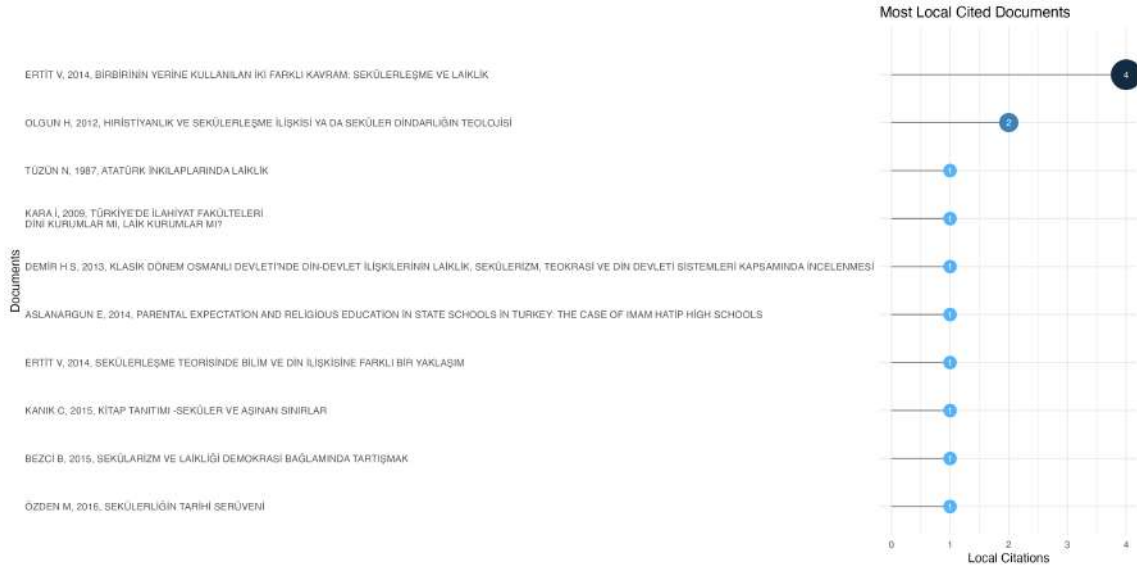 Most Local Cited Documents
ERTİT V, 2014, BİRBİRİNİN YERİNE KULLANILAN İKİ FARKLI KAVRAM: SEKÜLERLEŞME VE LAİKLİK
4
OLGUN H, 2012, HIRİSTİYANLIK VE SEKÜLERLEŞME İLİŞKİSİ YA DA SEKÜLER DİNDARLIĞIN TEOLOJİSİ
2
TÜZÜN N, 1987, ATATÜRK İNKILAPLARINDA LAİKLİK
1
KARA İ, 2009, TÜRKİYE'DE İLAHİYAT FAKÜLTELERİ
DİNİ KURUMLAR MI, LAİK KURUMLAR MI?
1
Documents
DEMİR H S, 2013, KLASİK DÖNEM OSMANLI DEVLETİ'NDE DİN-DEVLET İLİŞKİLERİNİN LAİKLİK, SEKÜLERİZM, TEOKRASİ VE DİN DEVLETİ SİSTEMLERİ KAPSAMINDA İNCELENMESİ
1
ASLANARGUN E, 2014, PARENTAL EXPECTATION AND RELİGİOUS EDUCATİON İN STATE SCHOOLS İN TURKEY: THE CASE OF IMAM HATİP HİGH SCHOOLS
1
ERTİT V, 2014, SEKÜLERLEŞME TEORİSİNDE BİLİM VE DİN İLİŞKİSİNE FARKLI BİR YAKLAŞIM
1
KANIK C, 2015, KİTAP TANITIMI -SEKÜLER VE AŞINAN SINIRLAR
1
BEZCİ B, 2015, SEKÜLARİZM VE LAİKLİĞİ DEMOKRASİ BAĞLAMINDA TARTIŞMAK
1
ÖZDEN M, 2016, SEKÜLERLİĞİN TARİHİ SERÜVENİ
1
0 1 2 3 4
Local Citations